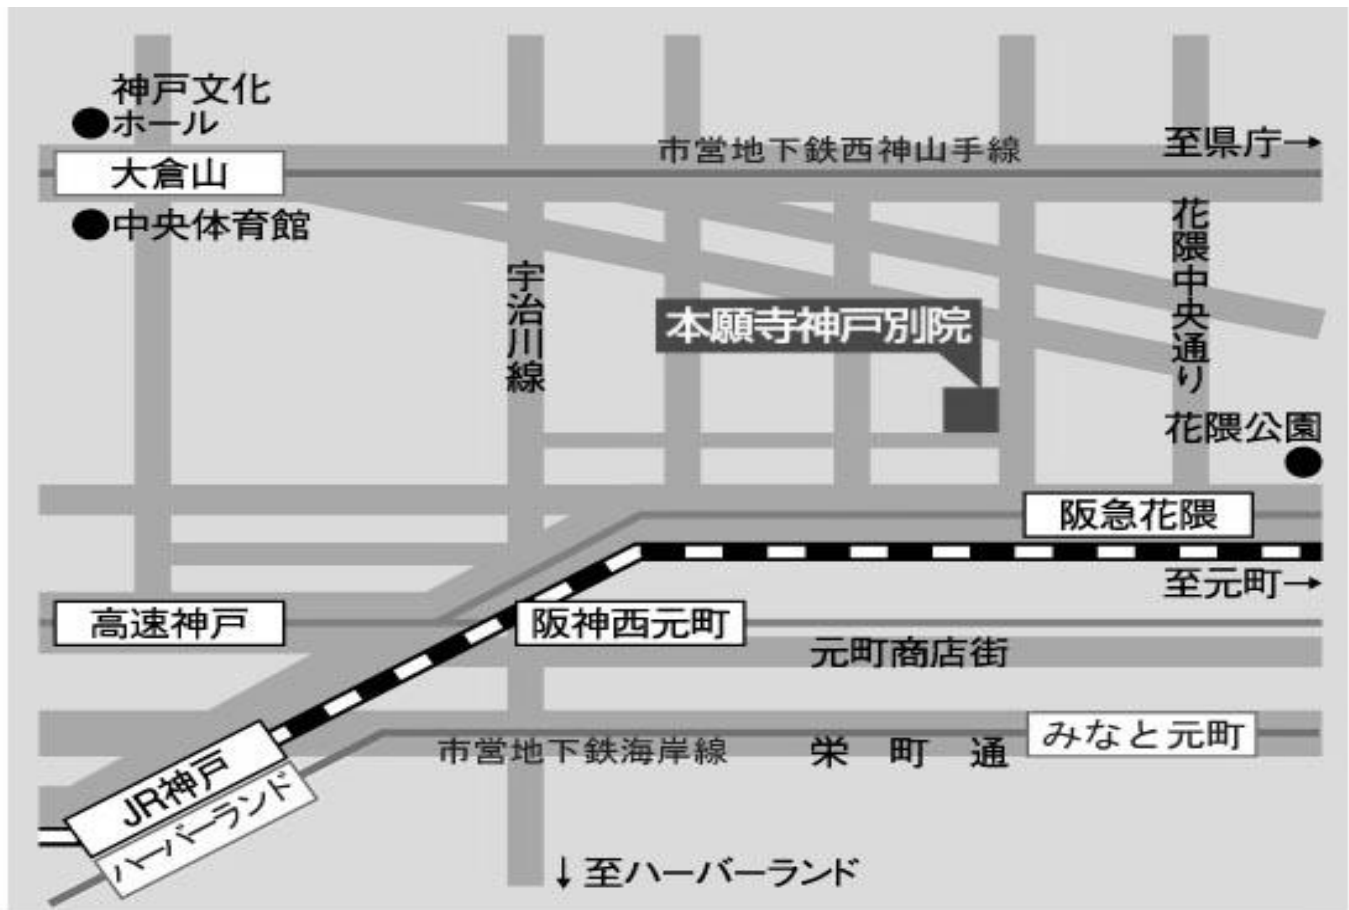 神戸文化
ホール
大倉山
中央体育館
市営地下鉄西神山手線
至県庁→
花隈中央通り
宇治川線
本願寺神戸別院
花隈公園
阪急花隈
至元町→
高速神戸
阪神西元町
元町商店街
市営地下鉄海岸線
栄町通
みなと元町
JR神戸
ハーバーランド
↓至ハーバーランド